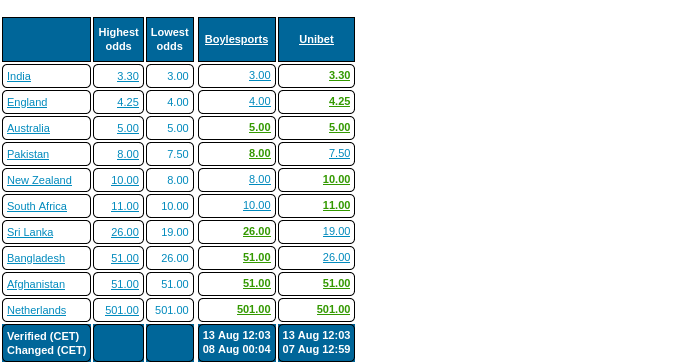 Highest odds Lowest odds Boylesports Unibet
India 3.30 3.00 3.00 3.30
England 4.25 4.00 4.00 4.25
Australia 5.00 5.00 5.00 5.00
Pakistan 8.00 7.50 8.00 7.50
New Zealand 10.00 8.00 8.00 10.00
South Africa 11.00 10.00 10.00 11.00
Sri Lanka 26.00 19.00 26.00 19.00
Bangladesh 51.00 26.00 51.00 26.00
Afghanistan 51.00 51.00 51.00 51.00
Netherlands 501.00 501.00 501.00 501.00
Verified (CET) 13 Aug 12:03 13 Aug 12:03
Changed (CET) 08 Aug 00:04 07 Aug 12:59